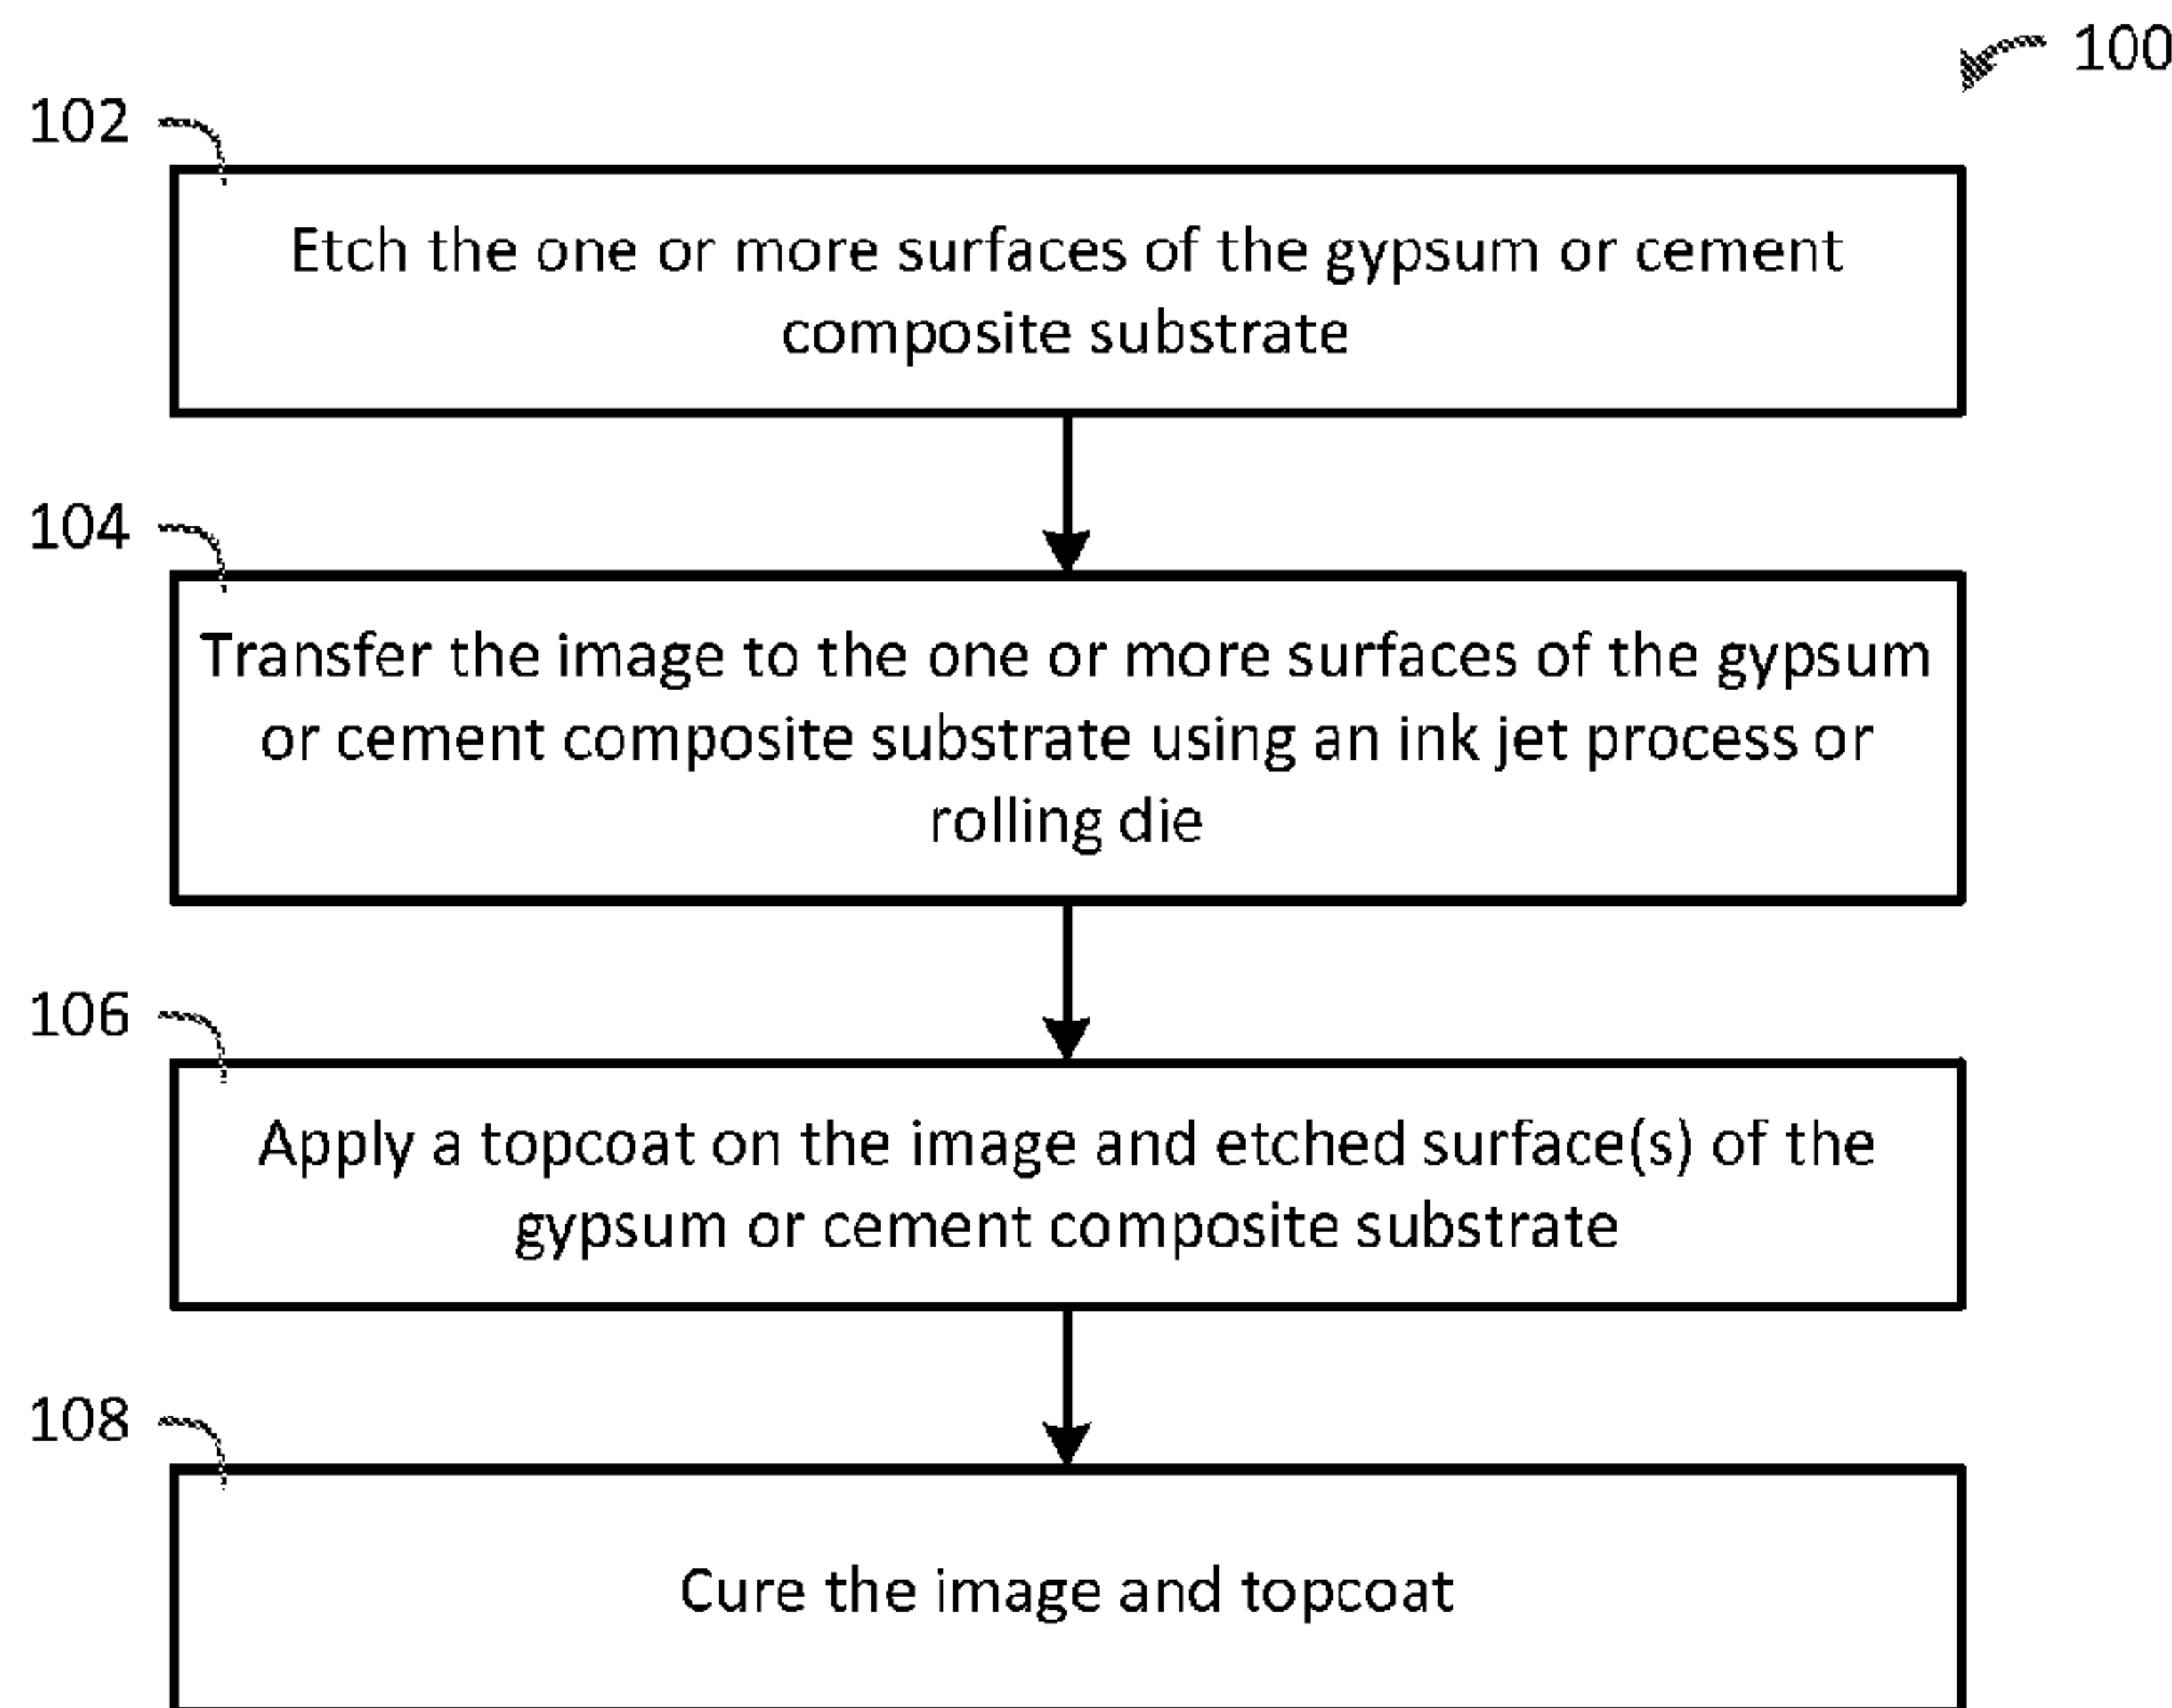 100
102
Etch the one or more surfaces of the gypsum or cement
composite substrate
104
Transfer the image to the one or more surfaces of the gypsum
or cement composite substrate using an ink jet process or
rolling die
106
Apply a topcoat on the image and etched surface(s) of the
gypsum or cement composite substrate
108
Cure the image and topcoat